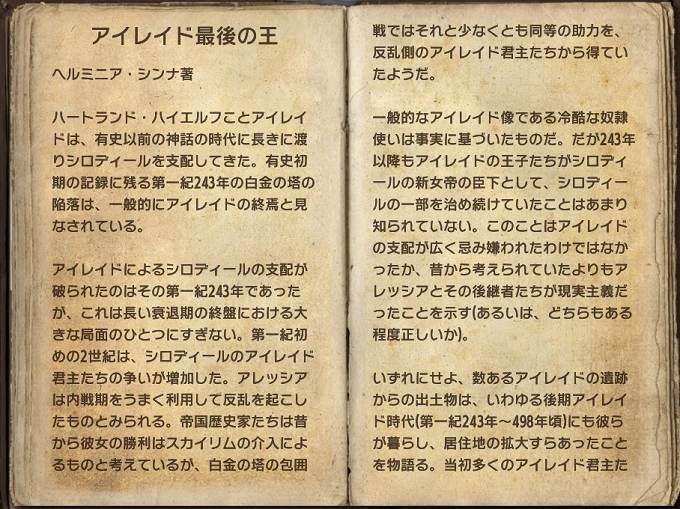 アイレイド最後の王
ヘルミニア・シンナ著
ハートランド・ハイエルフことアイレイ
ドは、有史以前の神話の時代に長きに渡
りシロディールを支配してきた。有史初
期の記録に残る第一紀243年の白金の塔の
陥落は、一般的にアイレイドの終焉と見
なされている。
アイレイドによるシロディールの支配が
破られたのはその第一紀243年であった
が、これは長い衰退期の終盤における大
きな局面のひとつにすぎない。第一紀初
めの2世紀は、シロディールのアイレイド
君主たちの争いが増加した。アレッシア
は内戦期をうまく利用して反乱を起こし
たものとみられる。帝国歴史家たちは昔
から彼女の勝利はスカイリムの介入によ
るものと考えているが、白金の塔の包囲
戦ではそれと少なくとも同等の助力を、
反乱側のアイレイド君主たちから得てい
たようだ。
一般的なアイレイド像である冷酷な奴隷
使いは事実に基づいたものだ。だが243年
以降もアイレイドの王子たちがシロディ
ールの新女帝の臣下として、シロディー
ルの一部を治め続けていたことはあまり
知られていない。このことはアイレイド
の支配が広く忌み嫌われたわけではなか
ったか、昔から考えられていたよりもア
レッシアとその後継者たちが現実主義だ
ったことを示す(あるいは、どちらもある
程度正しいか)。
いずれにせよ、数あるアイレイドの遺跡
からの出土物は、いわゆる後期アイレイ
ド時代(第一紀243年～498年頃)にも彼ら
が暮らし、居住地の拡大すらあったこと
を物語る。当初多くのアイレイド君主た